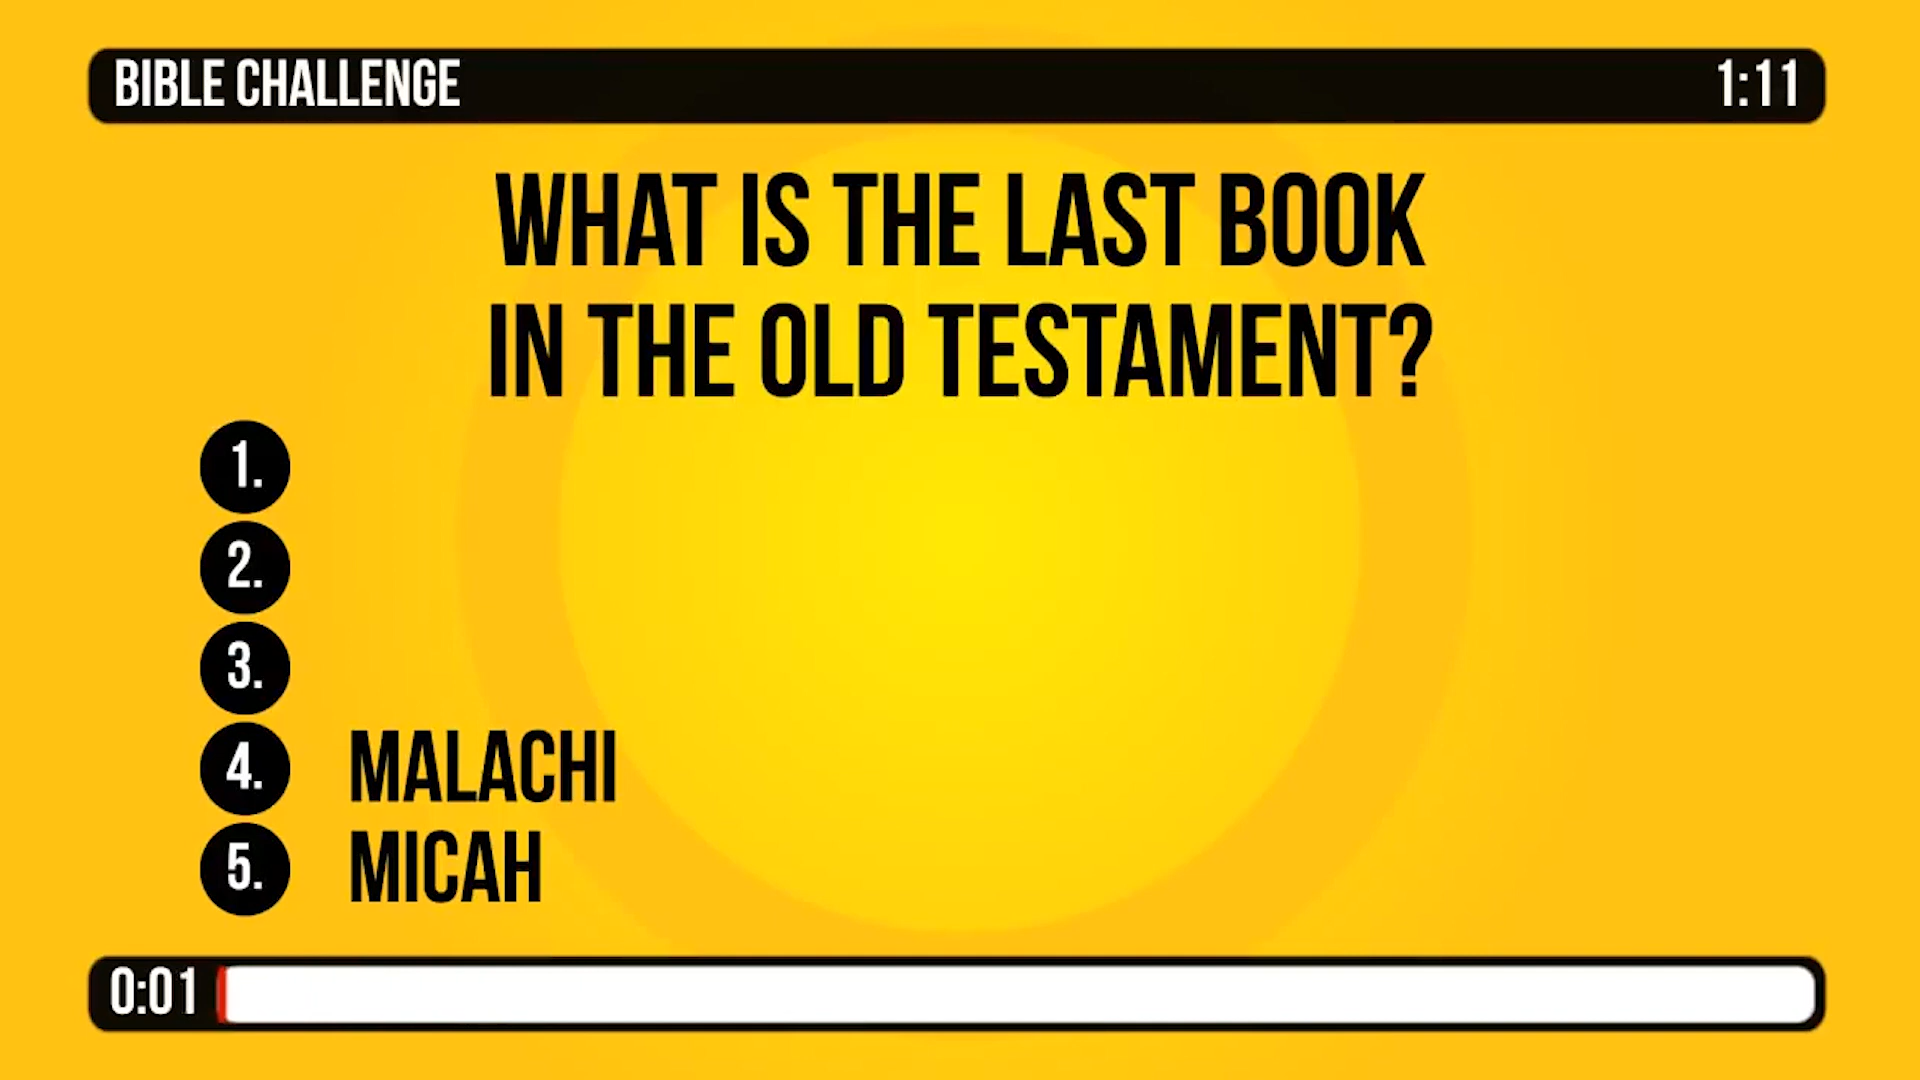 BIBLE CHALLENGE 1:11
WHAT IS THE LAST BOOK
IN THE OLD TESTAMENT?
1.
2.
3.
4. MALACHI
5. MICAH
0:01